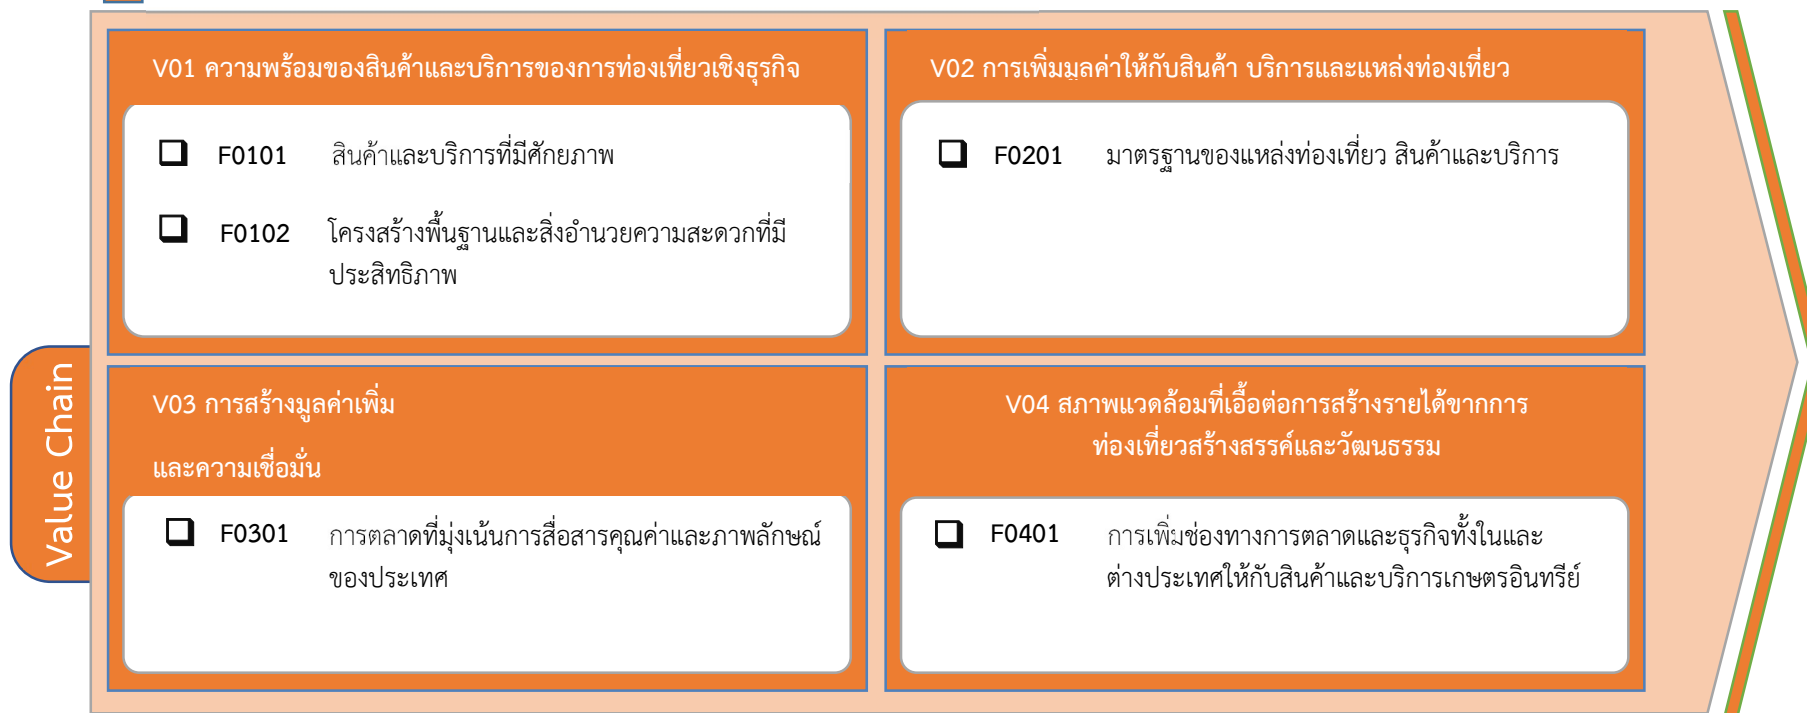 Value Chain
V01 ความพร้อมของสินค้าและบริการของการท่องเที่ยวเชิงธุรกิจ
F0101 สินค้าและบริการที่มีศักยภาพ
F0102 โครงสร้างพื้นฐานและสิ่งอำนวยความสะดวกที่มี
ประสิทธิภาพ
V02 การเพิ่มมูลค่าให้กับสินค้า บริการและแหล่งท่องเที่ยว
F0201 มาตรฐานของแหล่งท่องเที่ยว สินค้าและบริการ
V03 การสร้างมูลค่าเพิ่ม
และความเชื่อมั่น
F0301 การตลาดที่มุ่งเน้นการสื่อสารคุณค่าและภาพลักษณ์
ของประเทศ
V04 สภาพแวดล้อมที่เอื้อต่อการสร้างรายได้ขากการ
ท่องเที่ยวสร้างสรรค์และวัฒนธรรม
F0401 การเพิ่มช่องทางการตลาดและธุรกิจทั้งในและ
ต่างประเทศให้กับสินค้าและบริการเกษตรอินทรีย์